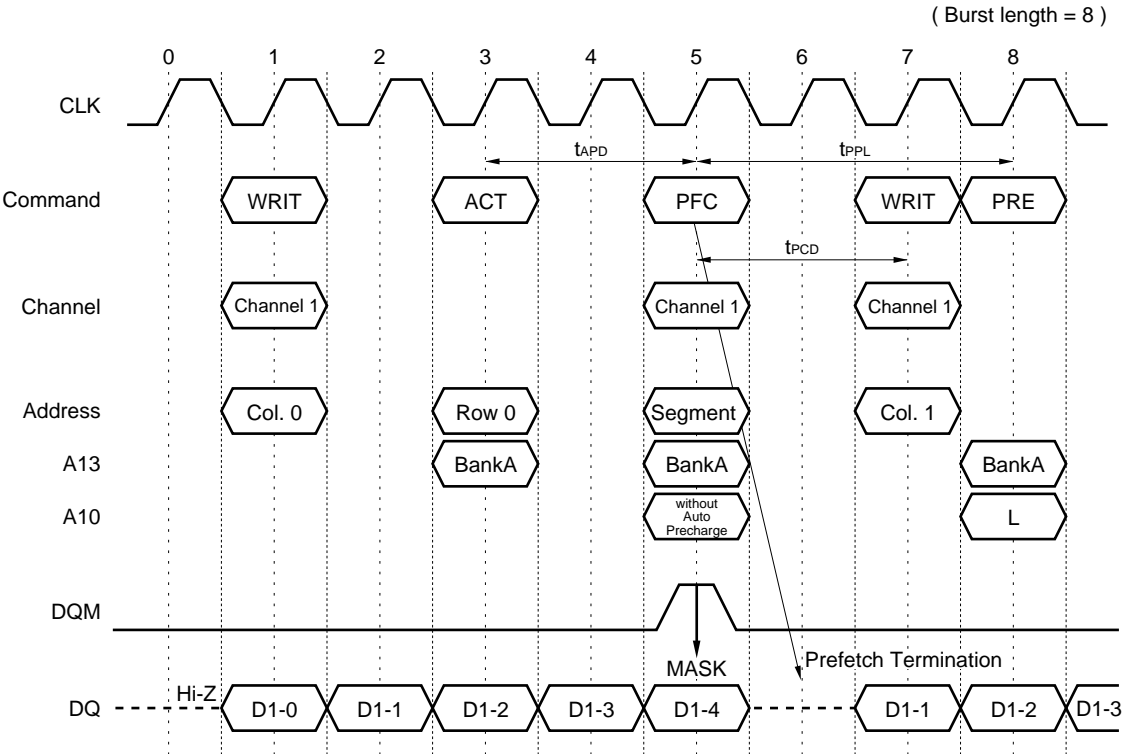 ( Burst length = 8 )
0 1 2 3 4 5 6 7 8
CLK
tAPD tPPL
Command WRIT ACT PFC WRIT PRE
tPCD
Channel Channel 1 Channel 1 Channel 1
Address Col. 0 Row 0 Segment Col. 1
A13 BankA BankA BankA
A10 without Auto Precharge L
DQM
MASK Prefetch Termination
Hi-Z
DQ D1-0 D1-1 D1-2 D1-3 D1-4 D1-1 D1-2 D1-3